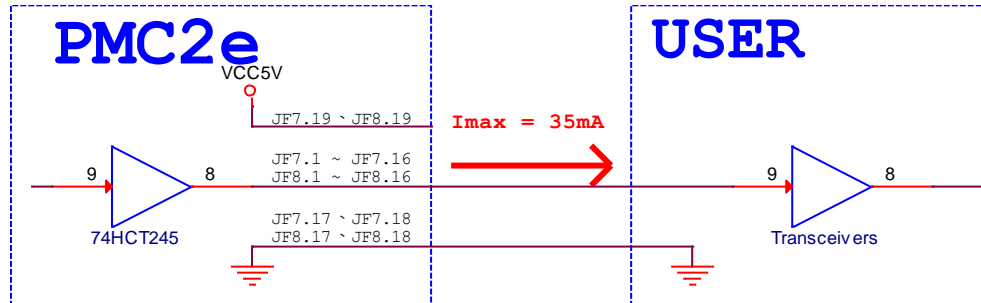 PMC2e
USER
VCC5V
JF7.19、JF8.19
Imax = 35mA
JF7.1 ~ JF7.16
JF8.1 ~ JF8.16
9
8
9
8
JF7.17、JF7.18
JF8.17、JF8.18
74HCT245
Transceivers